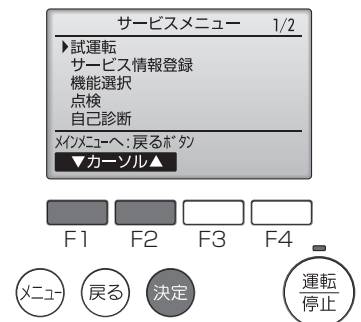 サービスメニュー 1/2
▶試運転
サービス情報登録
機能選択
点検
自己診断
ﾒｲﾝﾒﾆｭｰへ:戻るﾎﾞﾀﾝ
▼カーソル▲
F1 F2 F3 F4
メニュー 戻る 決定 運転
停止